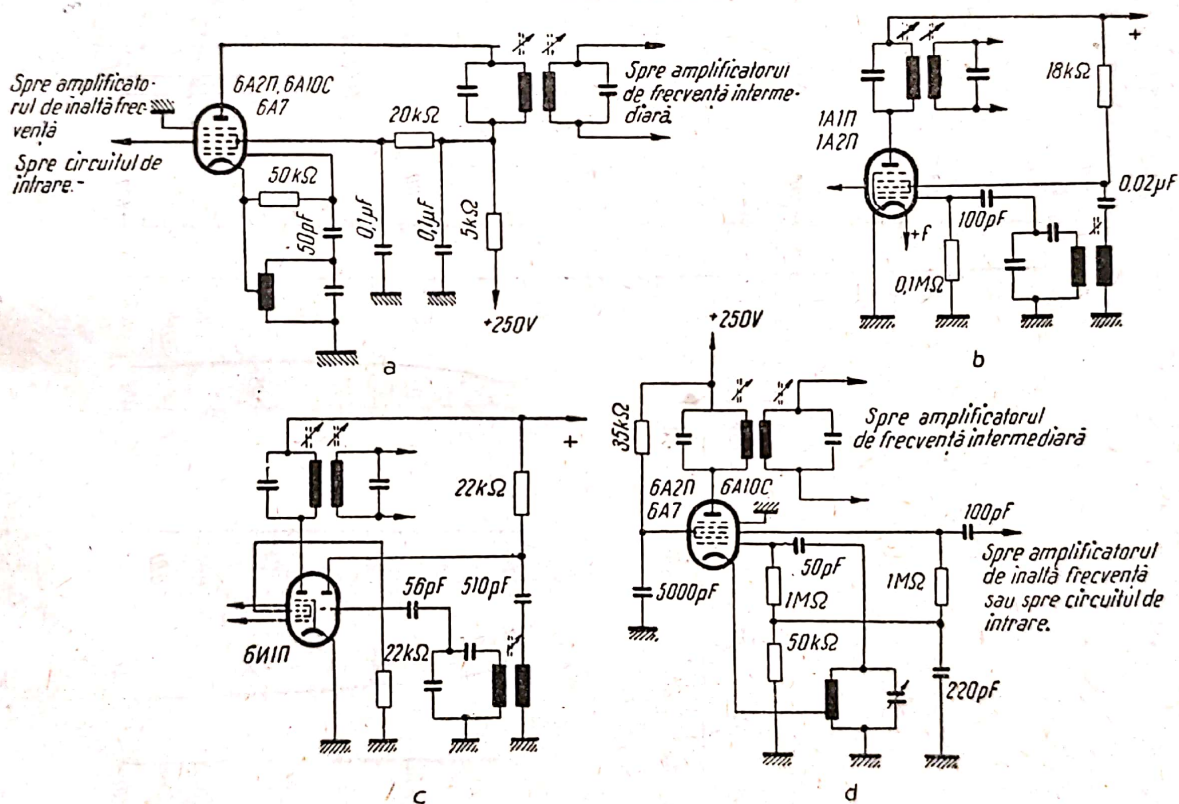 Spre amplificato-
rul de înaltă frec-
vență
Spre circuitul de
intrare.-
6A2П, 6A10C
6A7
50kΩ
50pF
20kΩ
0,1μF
0,1μF
5kΩ
+250V
Spre amplificatorul
de frecvență interme-
diară.
a
+
18kΩ
1A1П
1A2П
0,02μF
100pF
+F
0,1MΩ
b
+
22kΩ
56pF
510pF
6И1П
22kΩ
c
+250V
35kΩ
Spre amplificatorul
de frecvență intermediară
6A2П
6A7
6A10C
100pF
50pF
5000pF
1MΩ
1MΩ
Spre amplificatorul
de înaltă frecvență
sau spre circuitul de
intrare.
50kΩ
220pF
d